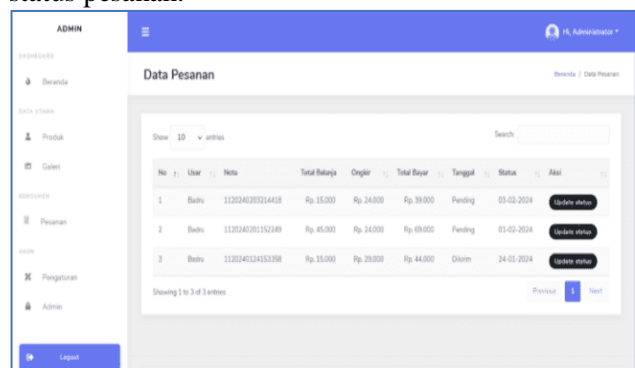 status pesanan.
ADMIN
Hi, Administrator
DASHBOARD
Data Pesanan
Beranda / Data Pesanan
Beranda
DATA UTAMA
Show 10 entries
Search:
Produk
Galeri
No User Nota Total Belanja Ongkir Total Bayar Tanggal Status Aksi
1 Badru 1120240203214418 Rp. 15.000 Rp. 24.000 Rp. 39.000 Pending 03-02-2024 Update status
Pesanan
2 Badru 1120240201152249 Rp. 45.000 Rp. 24.000 Rp. 69.000 Pending 01-02-2024 Update status
AKUN
3 Badru 1120240124153358 Rp. 15.000 Rp. 29.000 Rp. 44.000 Dikirim 24-01-2024 Update status
Pengaturan
Showing 1 to 3 of 3 entries
Previous 1 Next
Admin
Logout